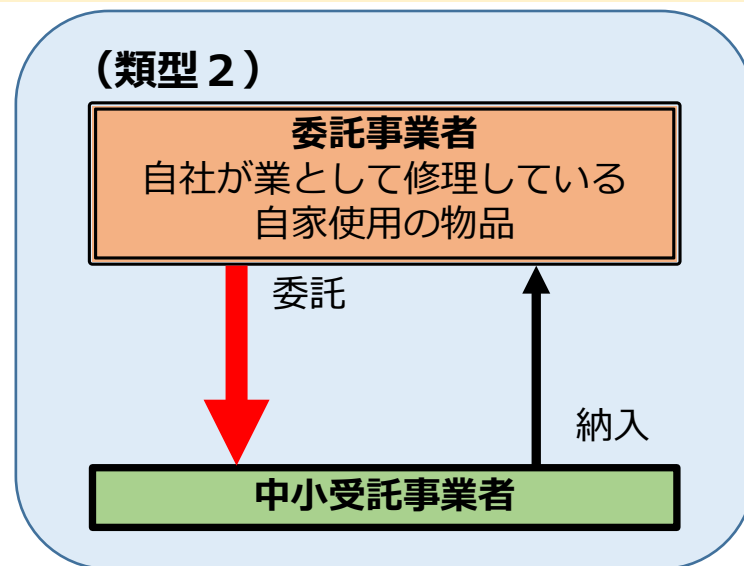 （類型２）
委託事業者
自社が業として修理している
自家使用の物品
委託
納入
中小受託事業者